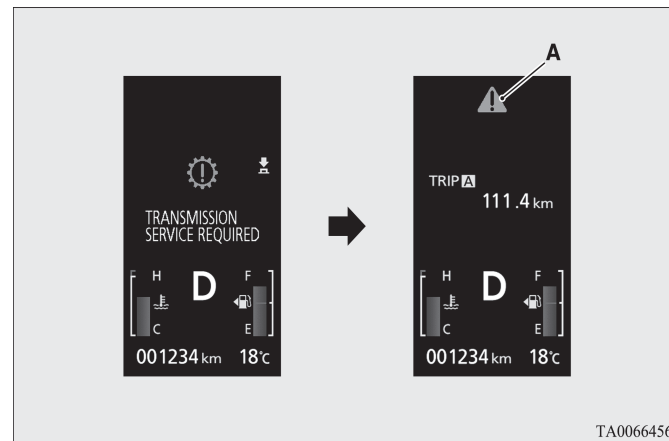 A
TRANSMISSION
SERVICE REQUIRED
F H D F
C E
001234 km 18°C
TRIP A
111.4 km
F H D F
C E
001234 km 18°C
TA0066456